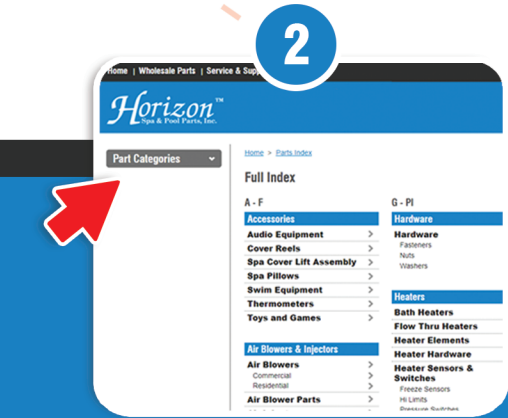 2
Home | Wholesale Parts | Service & Supp
Horizon™
Spa & Pool Parts, Inc.
Part Categories
Home > Parts Index
Full Index
A - F
Accessories
Audio Equipment
Cover Reels
Spa Cover Lift Assembly
Spa Pillows
Swim Equipment
Thermometers
Toys and Games
Air Blowers & Injectors
Air Blowers
Commercial
Residential
Air Blower Parts
G - Pl
Hardware
Hardware
Fasteners
Nuts
Washers
Heaters
Bath Heaters
Flow Thru Heaters
Heater Elements
Heater Hardware
Heater Sensors &
Switches
Freeze Sensors
Hi Limits
Pressure Switches